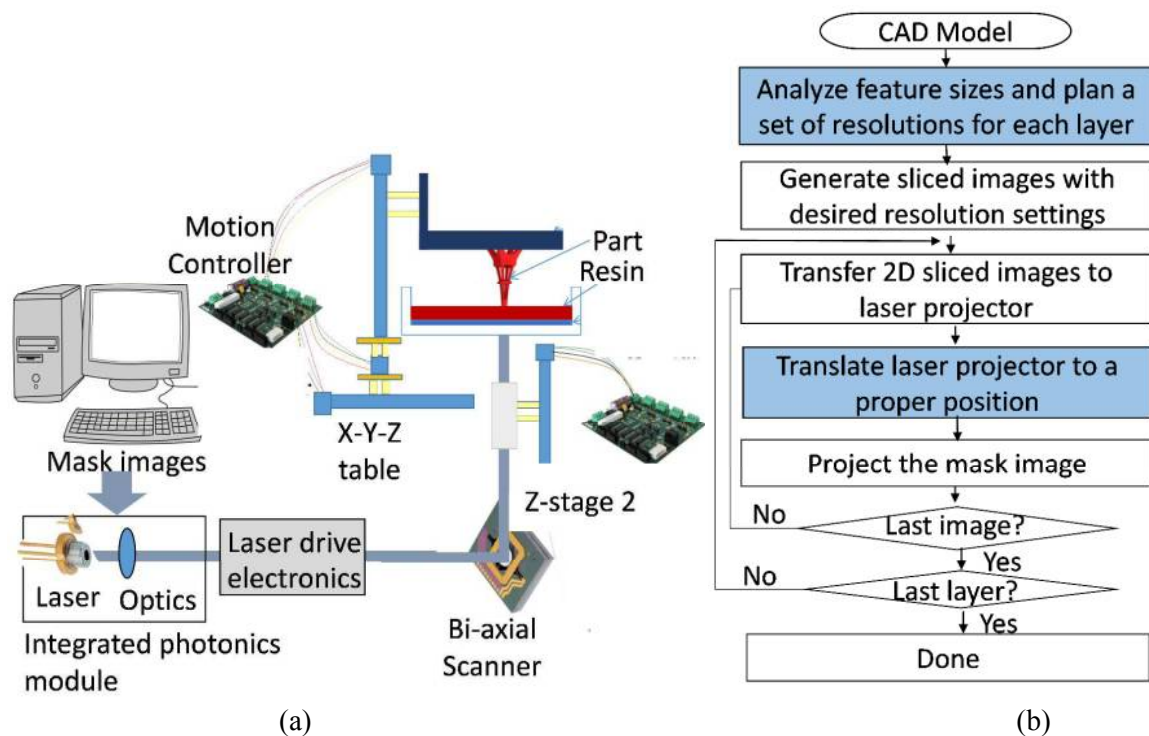 Motion
Controller
Part
Resin
X-Y-Z
table
Mask images
Z-stage 2
Laser drive
electronics
Laser
Optics
Integrated photonics
module
Bi-axial
Scanner
(a)
CAD Model
Analyze feature sizes and plan a
set of resolutions for each layer
Generate sliced images with
desired resolution settings
Transfer 2D sliced images to
laser projector
Translate laser projector to a
proper position
Project the mask image
No
Last image?
Yes
No
Last layer?
Yes
Done
(b)